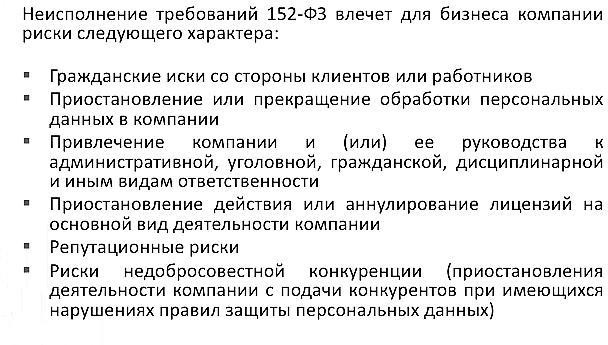 Неисполнение требований 152-ФЗ влечет для бизнеса компании
риски следующего характера:
▪ Гражданские иски со стороны клиентов или работников
▪ Приостановление или прекращение обработки персональных
данных в компании
▪ Привлечение компании и (или) ее руководства к
административной, уголовной, гражданской, дисциплинарной
и иным видам ответственности
▪ Приостановление действия или аннулирование лицензий на
основной вид деятельности компании
▪ Репутационные риски
▪ Риски недобросовестной конкуренции (приостановления
деятельности компании с подачи конкурентов при имеющихся
нарушениях правил защиты персональных данных)